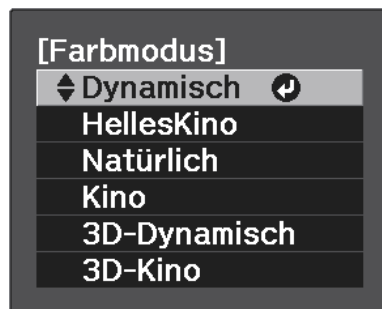 [Farbmodus]
Dynamisch
HellesKino
Natürlich
Kino
3D-Dynamisch
3D-Kino